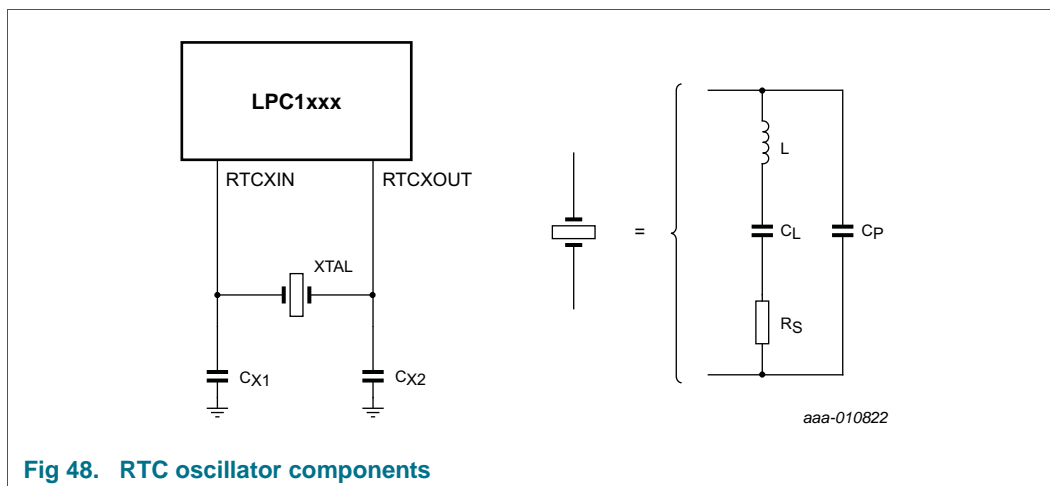 LPC1xxx
RTCXIN
RTCXOUT
XTAL
CX1
CX2
=
L
CL
CP
RS
aaa-010822
Fig 48. RTC oscillator components